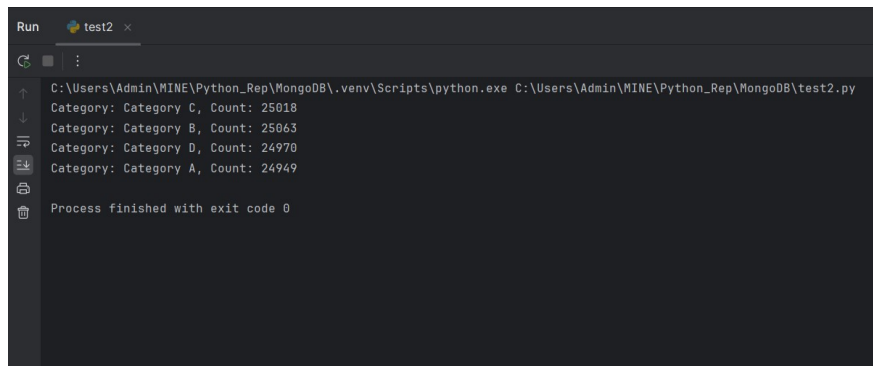 Run test2
C:\Users\Admin\MINE\Python_Rep\MongoDB\.venv\Scripts\python.exe C:\Users\Admin\MINE\Python_Rep\MongoDB\test2.py
Category: Category C, Count: 25018
Category: Category B, Count: 25063
Category: Category D, Count: 24970
Category: Category A, Count: 24949
Process finished with exit code 0